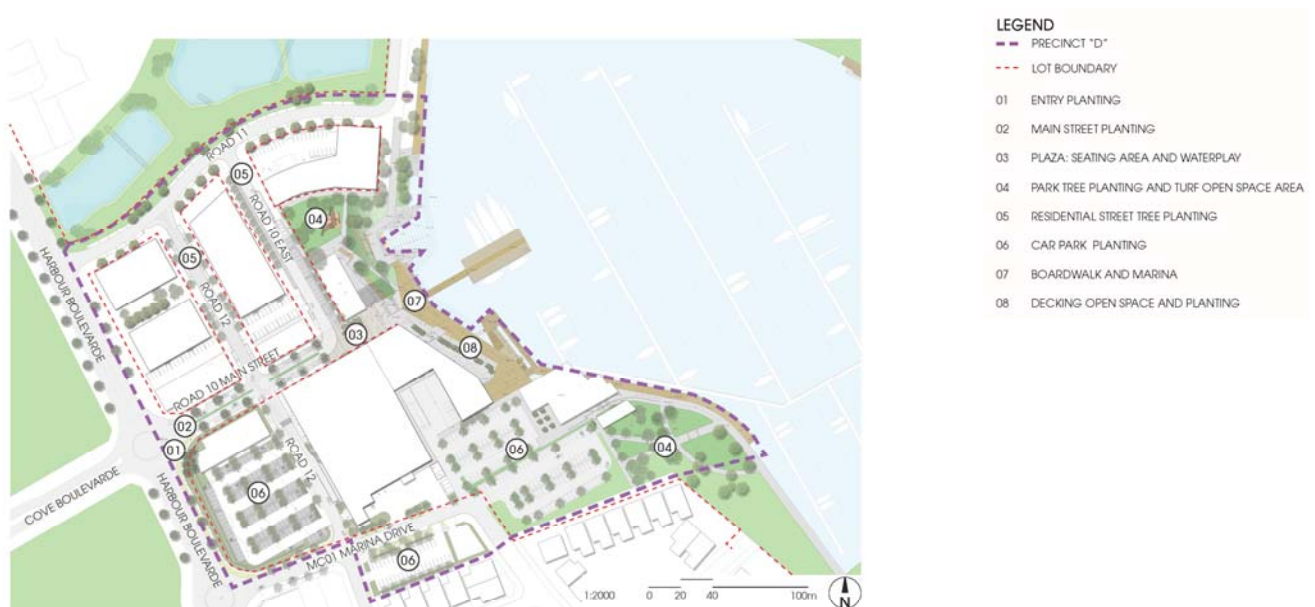 LEGEND
PRECINCT "D"
LOT BOUNDARY
01 ENTRY PLANTING
02 MAIN STREET PLANTING
03 PLAZA: SEATING AREA AND WATERPLAY
04 PARK TREE PLANTING AND TURF OPEN SPACE AREA
05 RESIDENTIAL STREET TREE PLANTING
06 CAR PARK PLANTING
07 BOARDWALK AND MARINA
08 DECKING OPEN SPACE AND PLANTING
ROAD 11
05
04
ROAD 10 EAST
05
HARBOUR BOULEVARDE
ROAD 12
07
03
08
ROAD 10 MAIN STREET
02
01
ROAD 12
06
04
COVE BOULEVARDE
06
HARBOUR BOULEVARDE
MC01 MARINA DRIVE
06
1:2000 0 20 40 100m
N